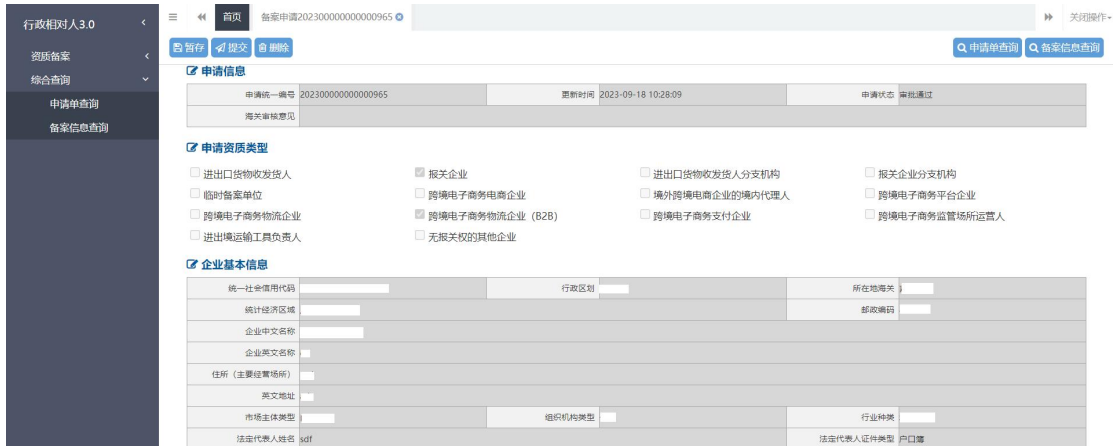 行政相对人3.0
首页 备案申请202300000000000965 关闭操作
资质备案
综合查询
申请单查询
备案信息查询
暂存 提交 删除 申请单查询 备案信息查询
申请信息
申请统一编号 202300000000000965 更新时间 2023-09-18 10:28:09 申请状态 审批通过
海关审核意见
申请资质类型
进出口货物收发货人 报关企业 进出口货物收发货人分支机构 报关企业分支机构
临时备案单位 跨境电子商务电商企业 境外跨境电商企业的境内代理人 跨境电子商务平台企业
跨境电子商务物流企业 跨境电子商务物流企业（B2B） 跨境电子商务支付企业 跨境电子商务监管场所运营人
进出境运输工具负责人 无报关权的其他企业
企业基本信息
统一社会信用代码 行政区划 所在地海关
统计经济区域 邮政编码
企业中文名称
企业英文名称
住所（主要经营场所）
英文地址
市场主体类型 组织机构类型 行业种类
法定代表人姓名 sdf 法定代表人证件类型 户口簿